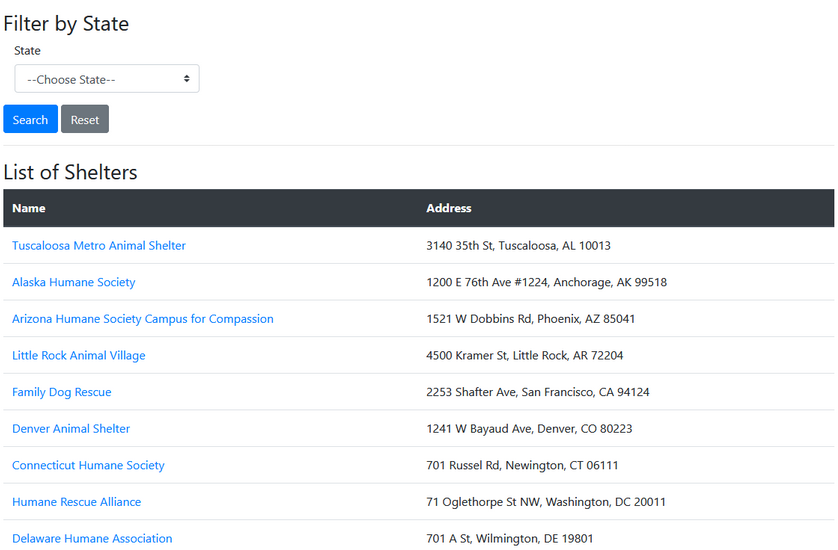 Filter by State
State
--Choose State--
Search Reset
List of Shelters
Name Address
Tuscaloosa Metro Animal Shelter 3140 35th St, Tuscaloosa, AL 10013
Alaska Humane Society 1200 E 76th Ave #1224, Anchorage, AK 99518
Arizona Humane Society Campus for Compassion 1521 W Dobbins Rd, Phoenix, AZ 85041
Little Rock Animal Village 4500 Kramer St, Little Rock, AR 72204
Family Dog Rescue 2253 Shafter Ave, San Francisco, CA 94124
Denver Animal Shelter 1241 W Bayaud Ave, Denver, CO 80223
Connecticut Humane Society 701 Russel Rd, Newington, CT 06111
Humane Rescue Alliance 71 Oglethorpe St NW, Washington, DC 20011
Delaware Humane Association 701 A St, Wilmington, DE 19801